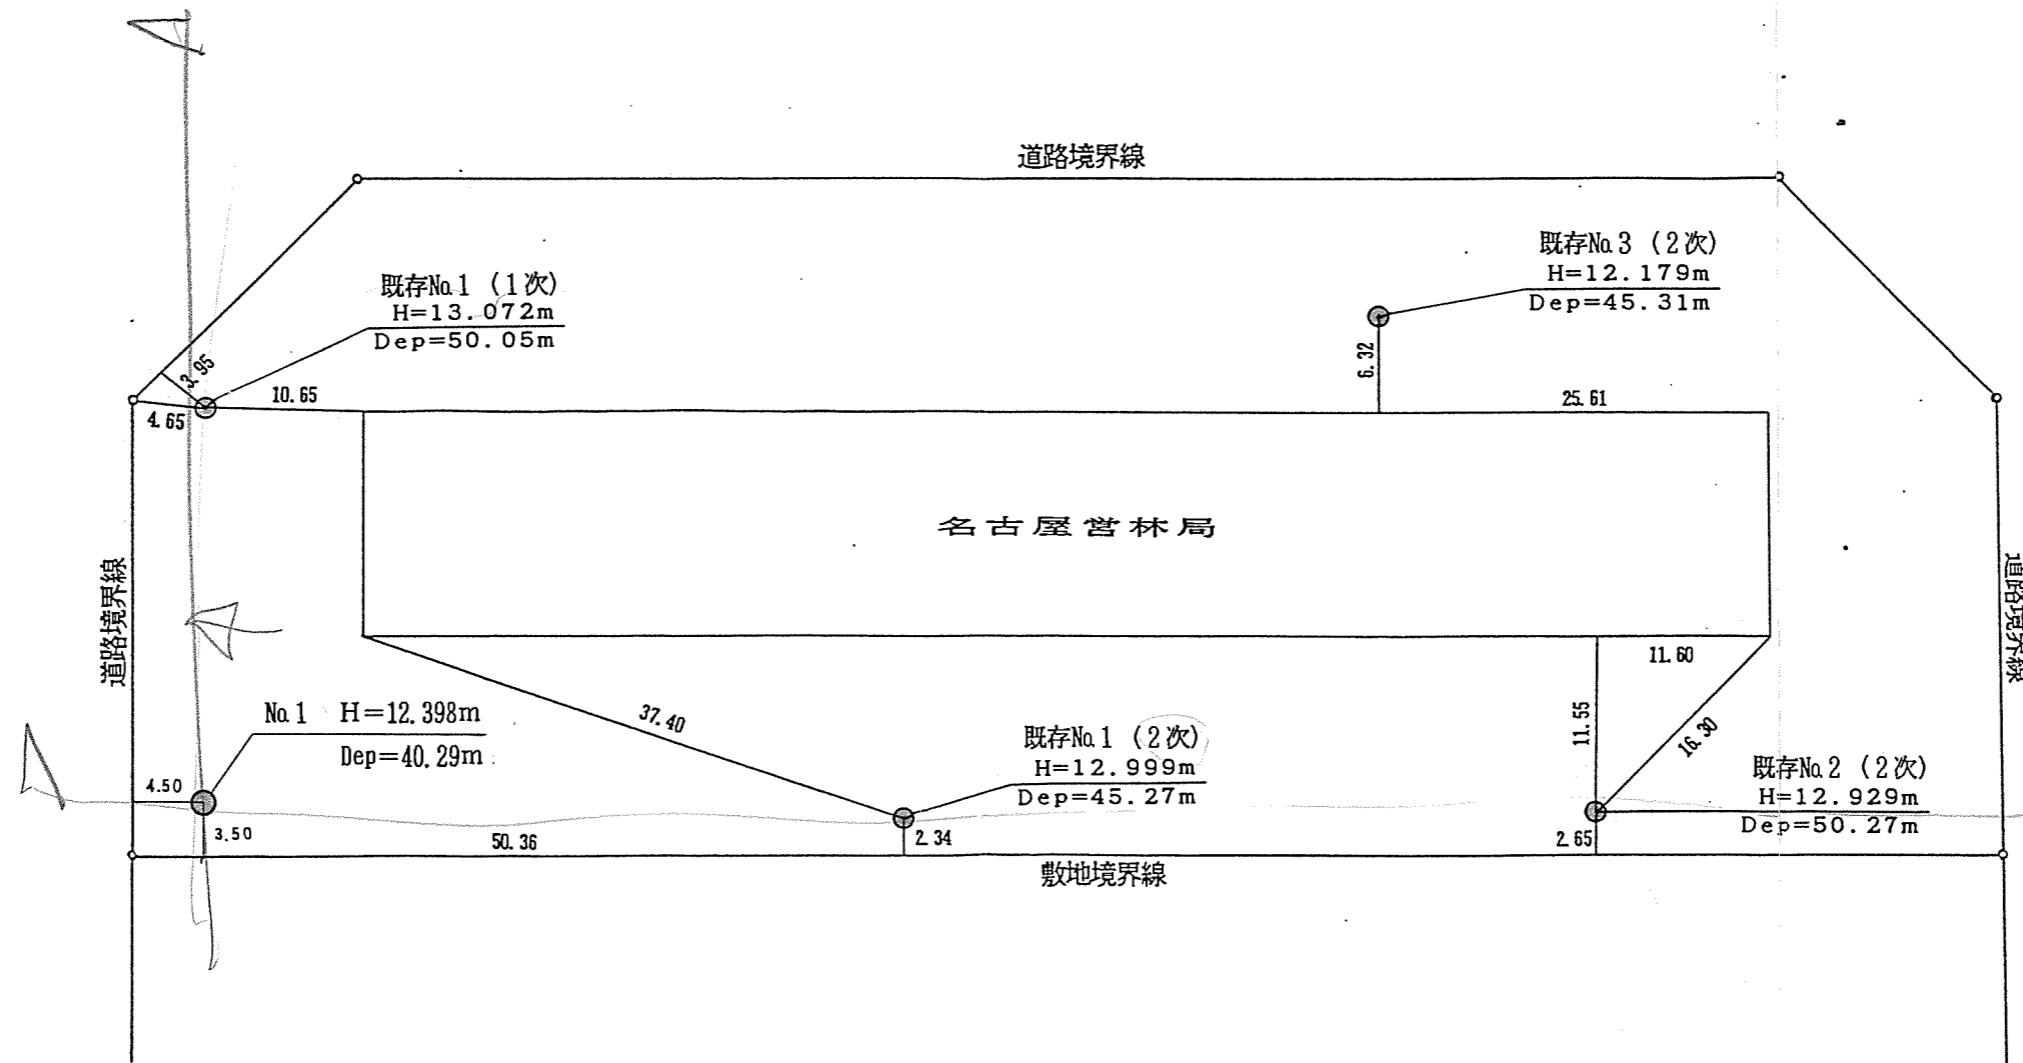 道路境界線
既存No.3 (2次)
H=12.179m
Dep=45.31m
既存No.1 (1次)
H=13.072m
Dep=50.05m
6.32
3.95
10.65
4.65
25.61
名古屋営林局
道路境界線
道路境界線
11.60
11.55
16.30
37.40
No.1 H=12.398m
Dep=40.29m
既存No.1 (2次)
H=12.999m
Dep=45.27m
既存No.2 (2次)
H=12.929m
Dep=50.27m
4.50
3.50
50.36
2.34
2.65
敷地境界線